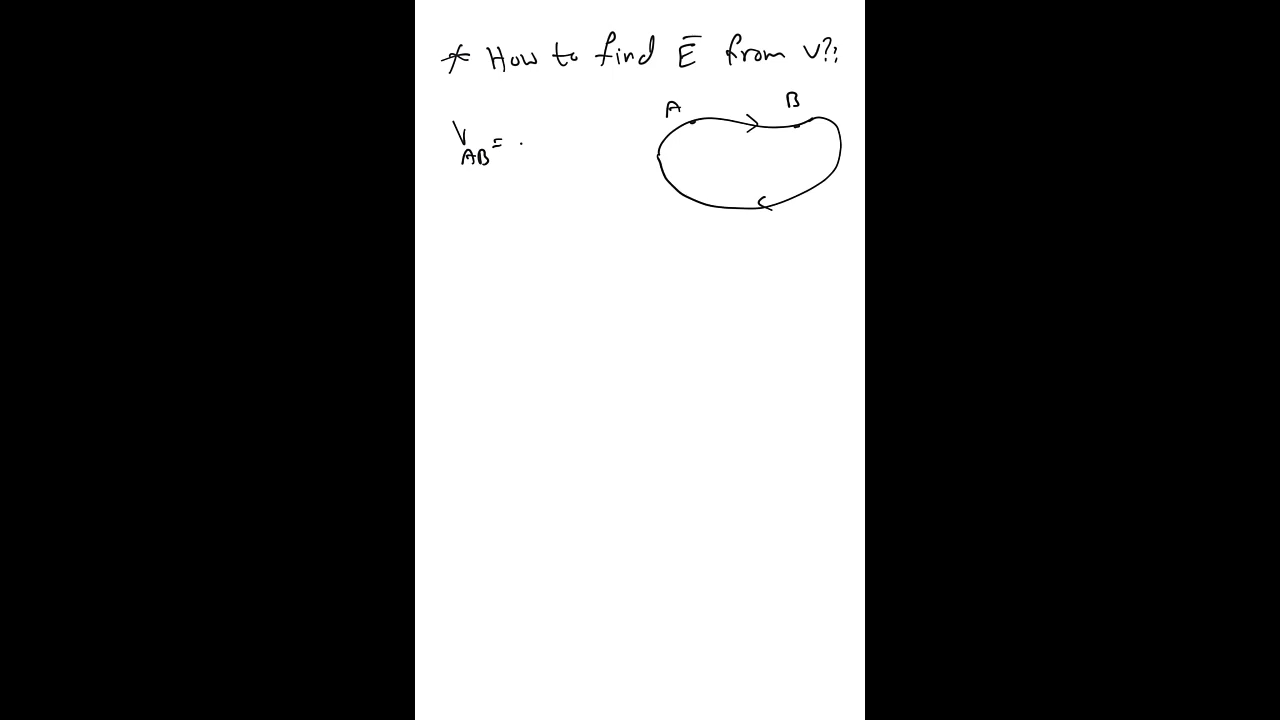 * How to find E̅ from V??
A B
V_AB =